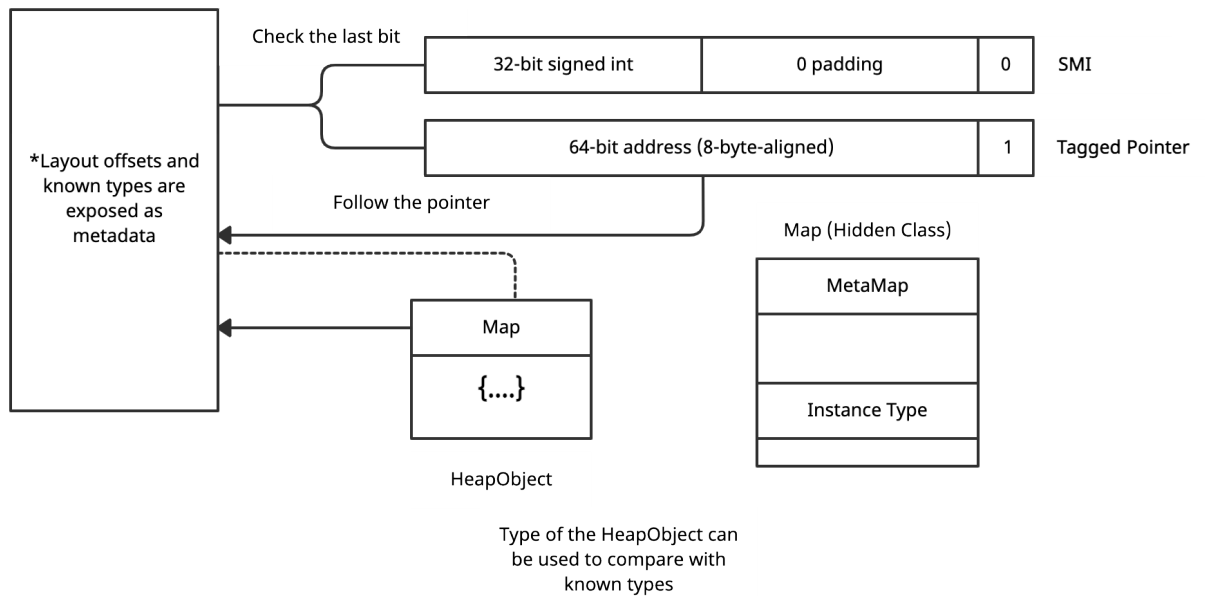 Check the last bit
32-bit signed int
0 padding
0
SMI
64-bit address (8-byte-aligned)
1
Tagged Pointer
*Layout offsets and
known types are
exposed as
metadata
Follow the pointer
Map (Hidden Class)
MetaMap
Map
{....}
Instance Type
HeapObject
Type of the HeapObject can
be used to compare with
known types